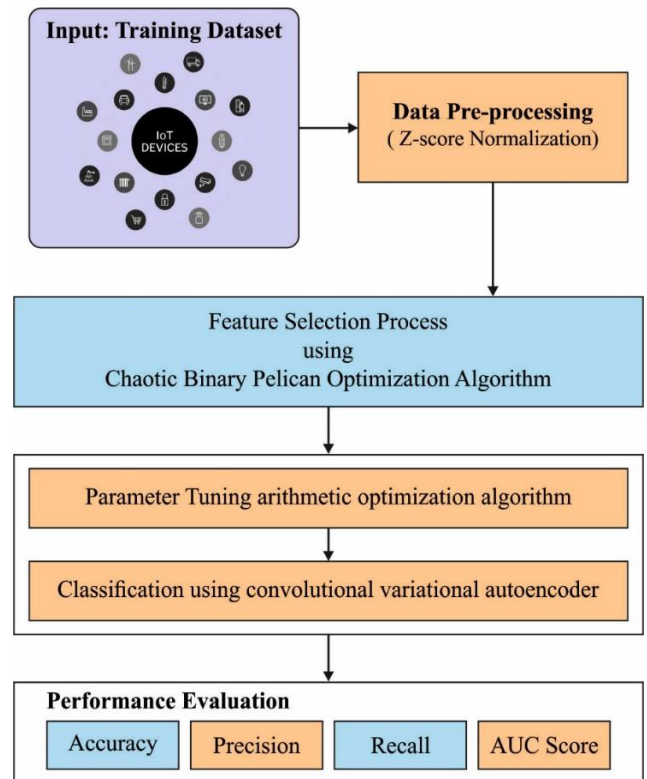 Input: Training Dataset
IoT
DEVICES
Data Pre-processing
( Z-score Normalization)
Feature Selection Process
using
Chaotic Binary Pelican Optimization Algorithm
Parameter Tuning arithmetic optimization algorithm
Classification using convolutional variational autoencoder
Performance Evaluation
Accuracy
Precision
Recall
AUC Score